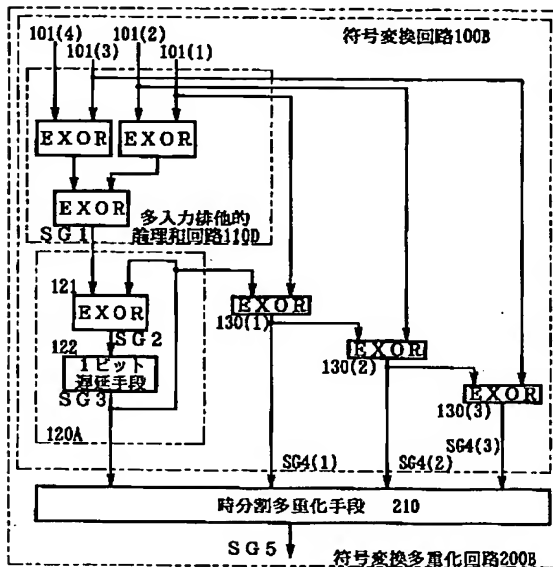 101(4)
101(2)
101(3)
101(1)
符号変換回路100B
EXOR
EXOR
EXOR
SG1
多入力排他的
論理和回路110D
121
EXOR
SG2
122
1ビット
遅延手段
SG3
120A
EXOR
130(1)
EXOR
130(2)
EXOR
130(3)
SG4(1)
SG4(2)
SG4(3)
時分割多重化手段 210
SG5
符号変換多重化回路200B